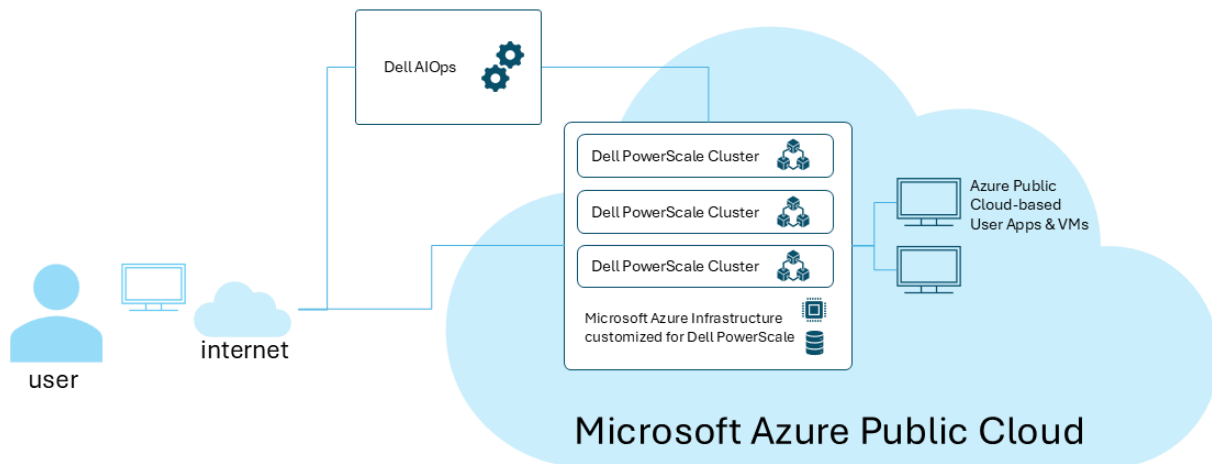 Dell AIOps
Dell PowerScale Cluster
Dell PowerScale Cluster
Dell PowerScale Cluster
Microsoft Azure Infrastructure
customized for Dell PowerScale
Azure Public
Cloud-based
User Apps & VMs
internet
user
Microsoft Azure Public Cloud